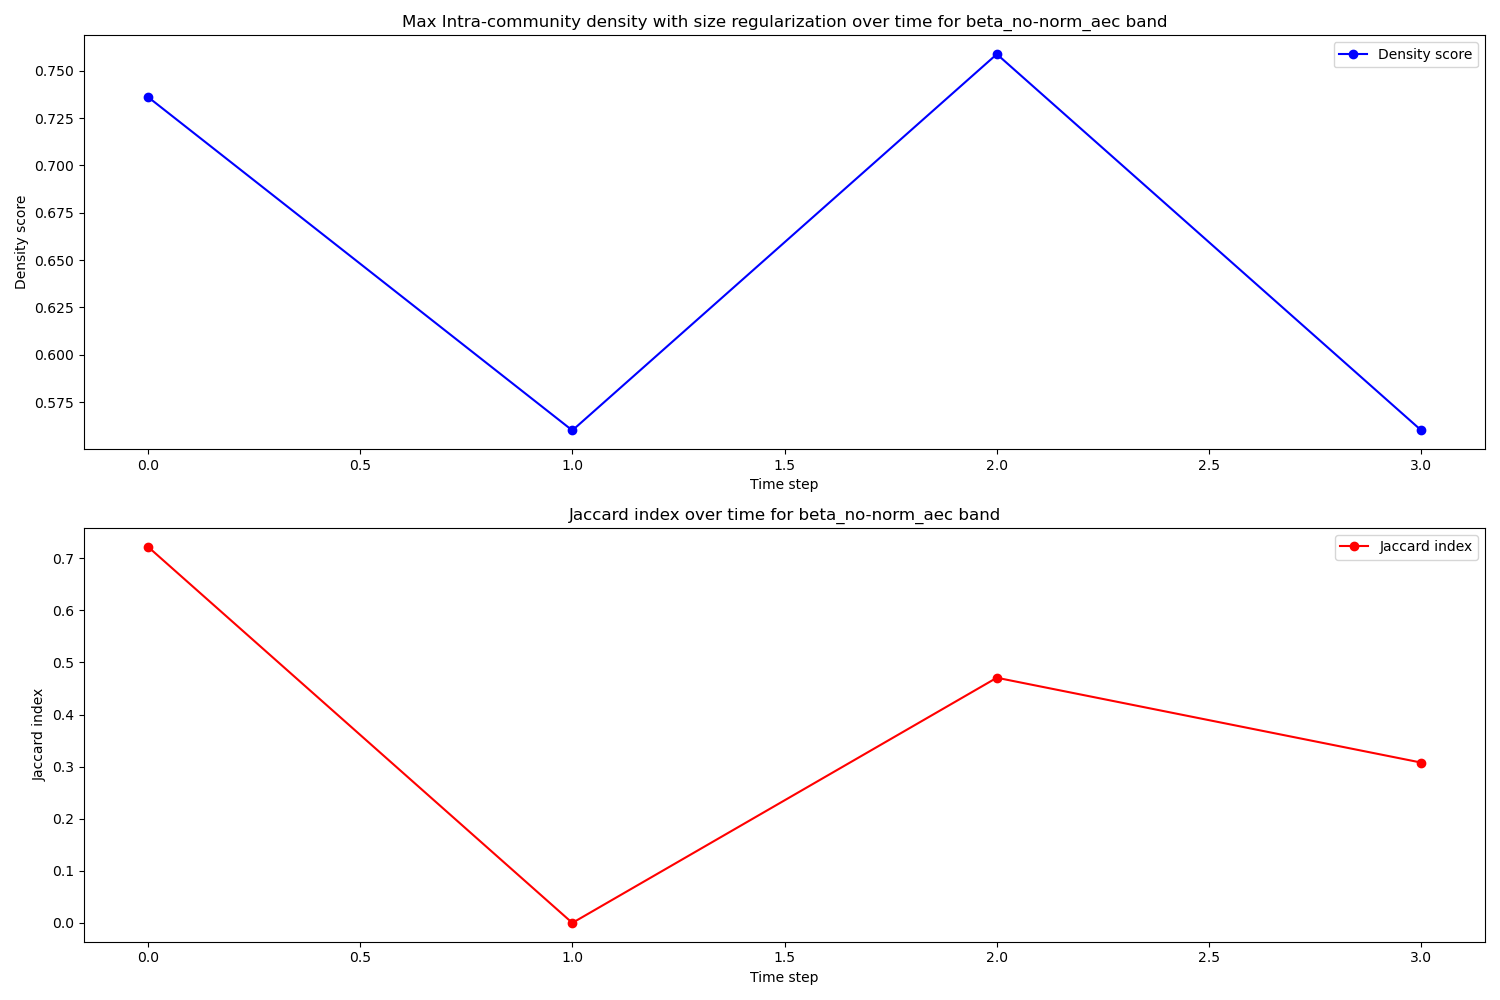 Max Intra-community density with size regularization over time for beta_no-norm_aec band
Density score
0.750
0.725
0.700
0.675
0.650
0.625
0.600
0.575
Density score
0.0 0.5 1.0 1.5 2.0 2.5 3.0
Time step
Jaccard index over time for beta_no-norm_aec band
Jaccard index
0.7
0.6
0.5
0.4
0.3
0.2
0.1
0.0
Jaccard index
0.0 0.5 1.0 1.5 2.0 2.5 3.0
Time step